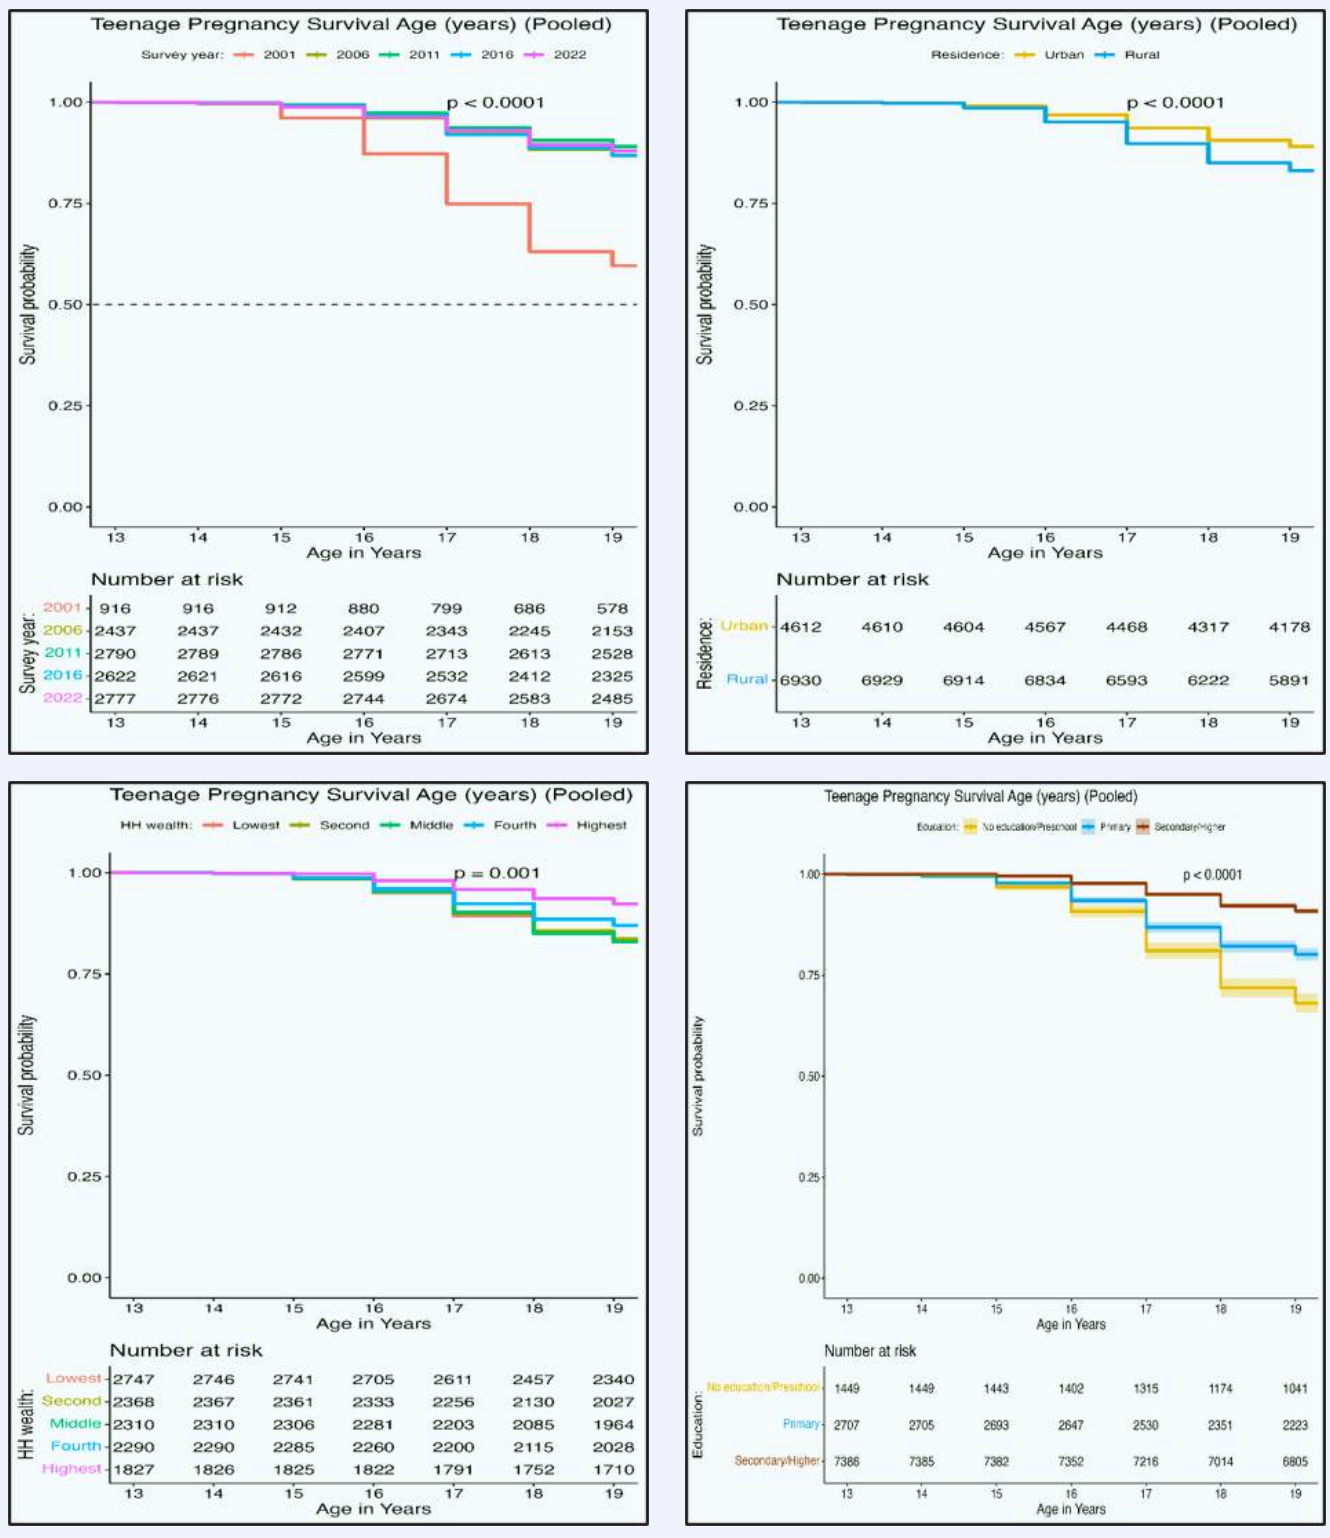 Teenage Pregnancy Survival Age (years) (Pooled)
Survey year: 2001 2006 2011 2016 2022
p < 0.0001
1.00
0.75
0.50
0.25
0.00
Survival probability
13 14 15 16 17 18 19
Age in Years
Number at risk
Survey year:
2001 916 916 912 880 799 686 578
2006 2437 2437 2432 2407 2343 2245 2153
2011 2790 2789 2786 2771 2713 2613 2528
2016 2622 2621 2616 2599 2532 2412 2325
2022 2777 2776 2772 2744 2674 2583 2485
13 14 15 16 17 18 19
Age in Years
Teenage Pregnancy Survival Age (years) (Pooled)
Residence: Urban Rural
p < 0.0001
1.00
0.75
0.50
0.25
0.00
Survival probability
13 14 15 16 17 18 19
Age in Years
Number at risk
Residence:
Urban 4612 4610 4604 4567 4468 4317 4178
Rural 6930 6929 6914 6834 6593 6222 5891
13 14 15 16 17 18 19
Age in Years
Teenage Pregnancy Survival Age (years) (Pooled)
HH wealth: Lowest Second Middle Fourth Highest
p = 0.001
1.00
0.75
0.50
0.25
0.00
Survival probability
13 14 15 16 17 18 19
Age in Years
Number at risk
HH wealth:
Lowest 2747 2746 2741 2705 2611 2457 2340
Second 2368 2367 2361 2333 2256 2130 2027
Middle 2310 2310 2306 2281 2203 2085 1964
Fourth 2290 2290 2285 2260 2200 2115 2028
Highest 1827 1826 1825 1822 1791 1752 1710
13 14 15 16 17 18 19
Age in Years
Teenage Pregnancy Survival Age (years) (Pooled)
Education: No education/Preschool Primary Secondary/Higher
p < 0.0001
1.00
0.75
0.50
0.25
0.00
Survival probability
13 14 15 16 17 18 19
Age in Years
Number at risk
Education:
No education/Preschool 1449 1449 1443 1402 1315 1174 1041
Primary 2707 2705 2693 2647 2530 2351 2223
Secondary/Higher 7386 7385 7382 7352 7216 7014 6805
13 14 15 16 17 18 19
Age in Years